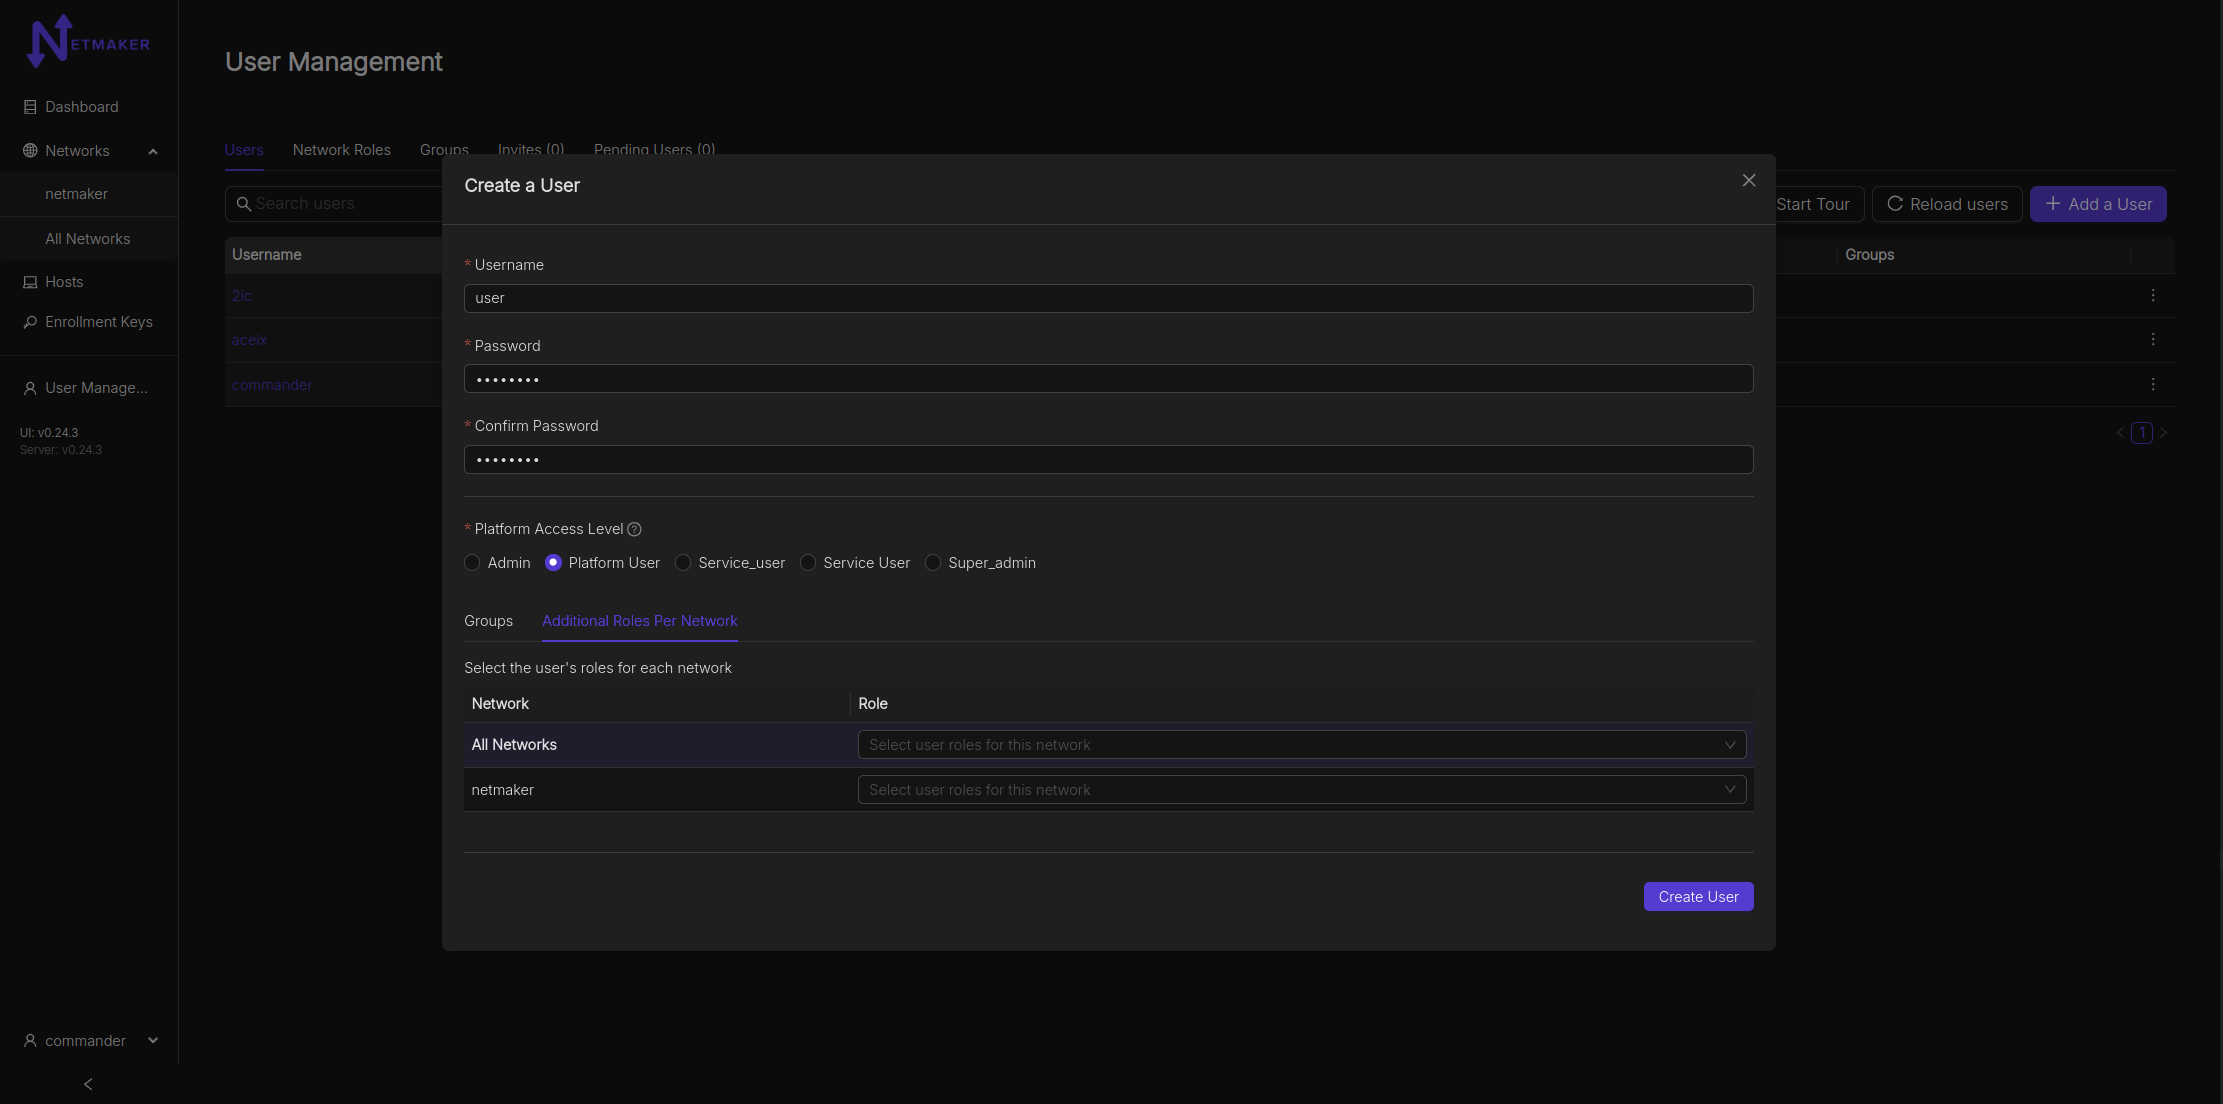 NETMAKER
Dashboard
Networks
netmaker
All Networks
Hosts
Enrollment Keys
User Manage...
UI: v0.24.3
Server: v0.24.3
commander
User Management
Users
Network Roles
Groups
Invites (0)
Pending Users (0)
Search users
Start Tour
Reload users
Add a User
Username
Groups
2ic
aceix
commander
1
Create a User
* Username
user
* Password
••••••••
* Confirm Password
••••••••
* Platform Access Level
Admin
Platform User
Service_user
Service User
Super_admin
Groups
Additional Roles Per Network
Select the user's roles for each network
Network
Role
All Networks
Select user roles for this network
netmaker
Select user roles for this network
Create User